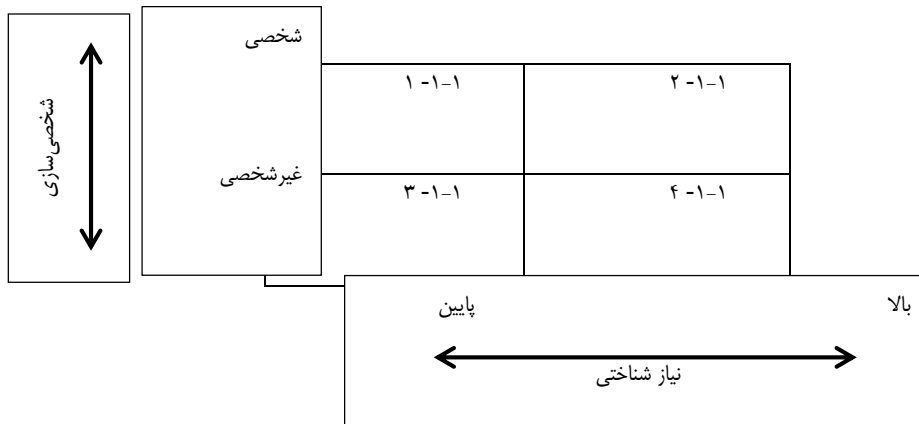 شخصی‌سازی
شخصی
غیرشخصی
۱-۱-۱
۲-۱-۱
۳-۱-۱
۴-۱-۱
پایین
بالا
نیاز شناختی